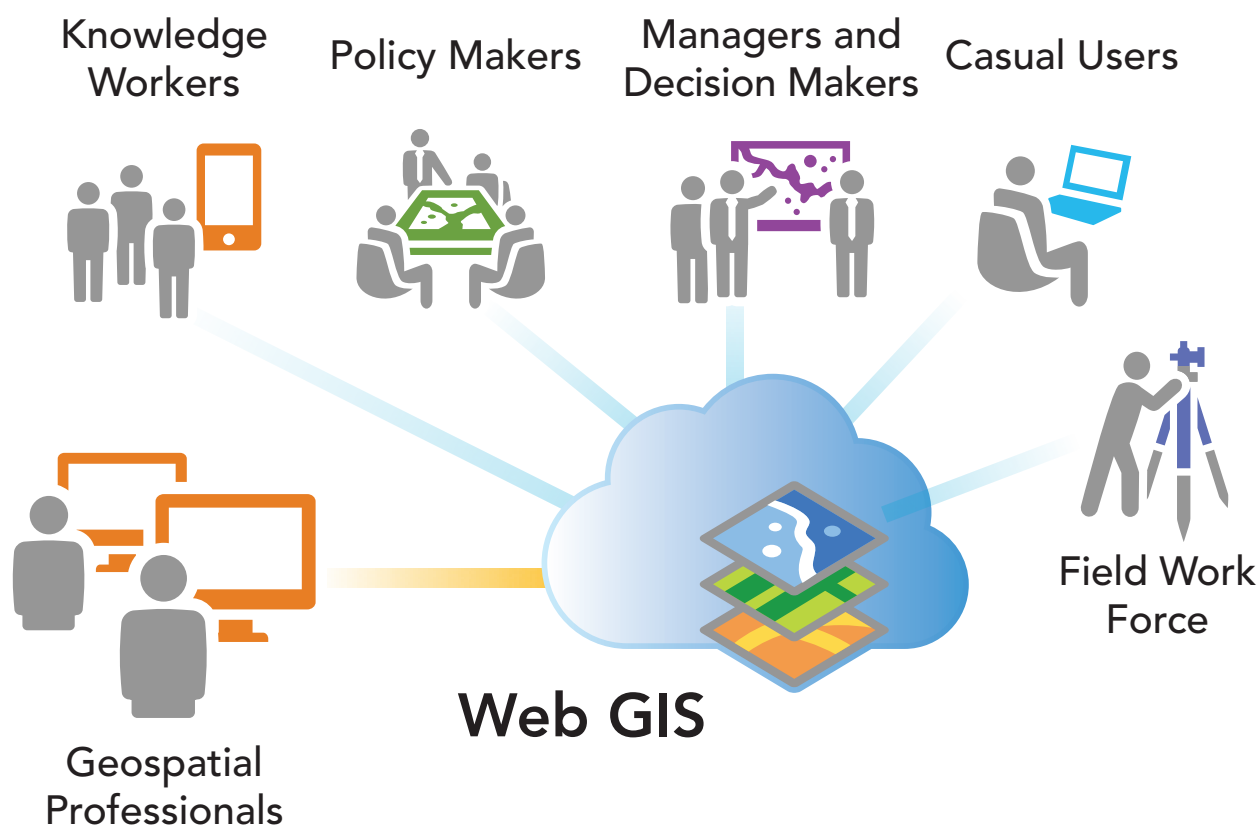 Knowledge
Workers
Policy Makers
Managers and
Decision Makers
Casual Users
Field Work
Force
Web GIS
Geospatial
Professionals